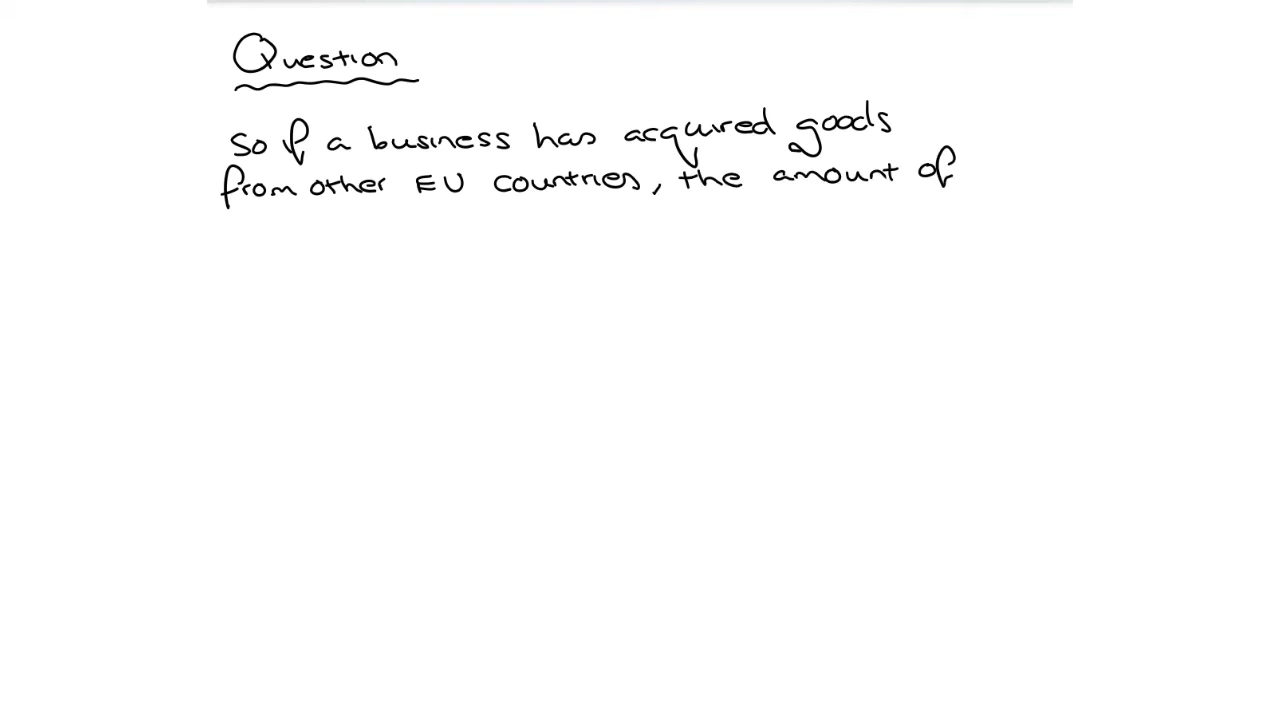 Question
So if a business has acquired goods
from other EU countries, the amount of